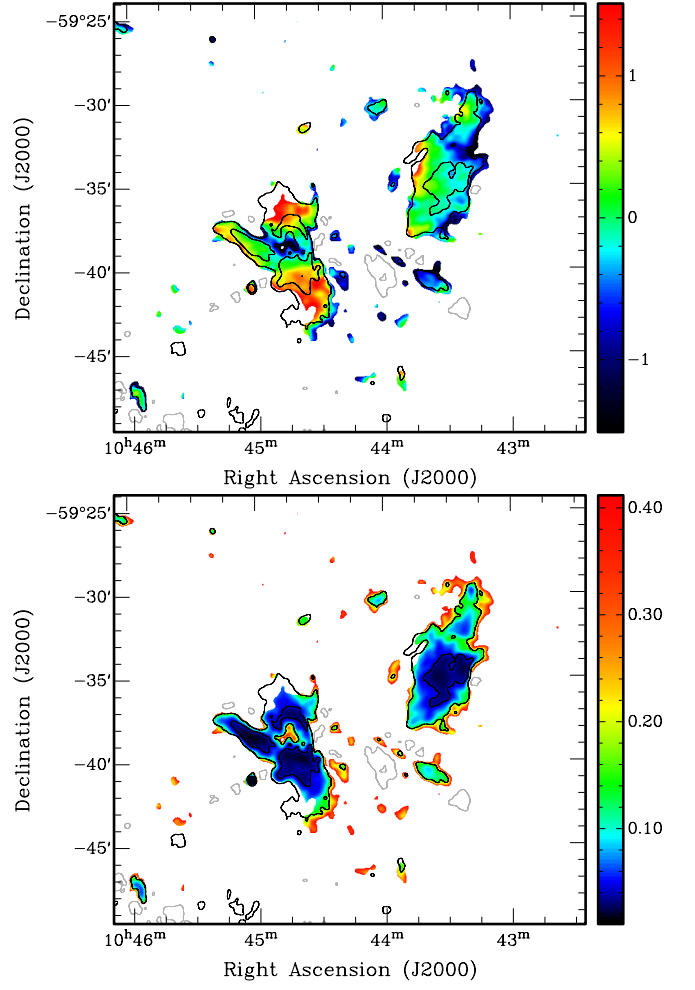 −59°25′
−30′
−35′
−40′
−45′
Declination (J2000)
10ʰ46ᵐ
45ᵐ
44ᵐ
43ᵐ
Right Ascension (J2000)
1
0
−1
−59°25′
−30′
−35′
−40′
−45′
Declination (J2000)
10ʰ46ᵐ
45ᵐ
44ᵐ
43ᵐ
Right Ascension (J2000)
0.40
0.30
0.20
0.10